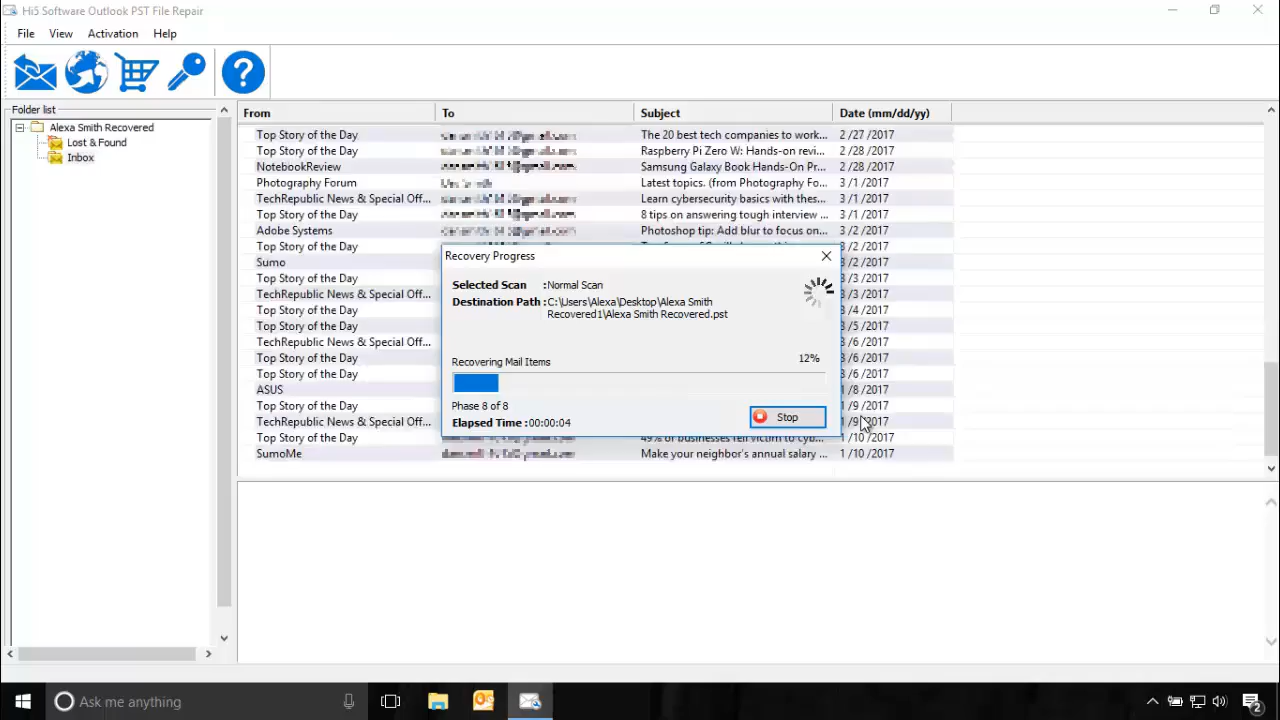 Hi5 Software Outlook PST File Repair
File View Activation Help
Folder list
Alexa Smith Recovered
Lost & Found
Inbox
From To Subject Date (mm/dd/yy)
Top Story of the Day The 20 best tech companies to work... 2 /27 /2017
Top Story of the Day Raspberry Pi Zero W: Hands-on revi... 2 /28 /2017
NotebookReview Samsung Galaxy Book Hands-On Pr... 2 /28 /2017
Photography Forum Latest topics. (from Photography Fo... 3 /1 /2017
TechRepublic News & Special Off... Learn cybersecurity basics with thes... 3 /1 /2017
Top Story of the Day 8 tips on answering tough interview ... 3 /1 /2017
Adobe Systems Photoshop tip: Add blur to focus on... 3 /2 /2017
Top Story of the Day 3 /2 /2017
Sumo 3 /2 /2017
Top Story of the Day 3 /3 /2017
TechRepublic News & Special Off... 3 /3 /2017
Top Story of the Day 3 /4 /2017
Top Story of the Day 3 /5 /2017
TechRepublic News & Special Off... 3 /6 /2017
Top Story of the Day 3 /6 /2017
Top Story of the Day 3 /6 /2017
ASUS 1 /8 /2017
Top Story of the Day 1 /9 /2017
TechRepublic News & Special Off... 1 /9 /2017
Top Story of the Day 49% of businesses fell victim to cyb... 1 /10 /2017
SumoMe Make your neighbor's annual salary ... 1 /10 /2017
Recovery Progress
Selected Scan :Normal Scan
Destination Path :C:\Users\Alexa\Desktop\Alexa Smith
Recovered1\Alexa Smith Recovered.pst
Recovering Mail Items 12%
Phase 8 of 8
Elapsed Time :00:00:04
Stop
Ask me anything
2